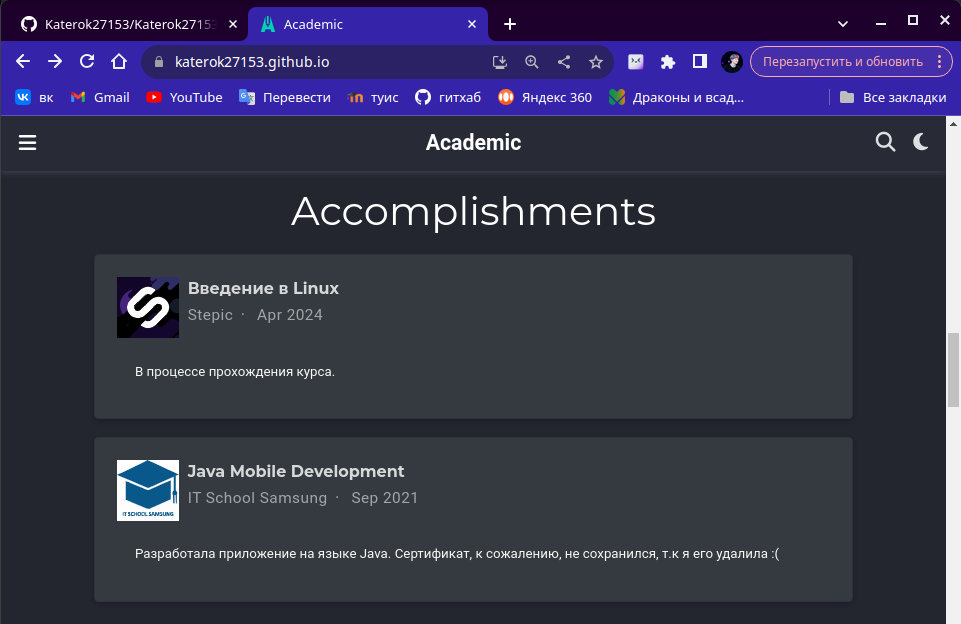 Katerok27153/Katerok27153
Academic
katerok27153.github.io
Перезапустить и обновить
вк
Gmail
YouTube
Перевести
туис
гитхаб
Яндекс 360
Драконы и всад...
Все закладки
Academic
Accomplishments
Введение в Linux
Stepic · Apr 2024
В процессе прохождения курса.
Java Mobile Development
IT School Samsung · Sep 2021
IT SCHOOL SAMSUNG
Разработала приложение на языке Java. Сертификат, к сожалению, не сохранился, т.к я его удалила :(